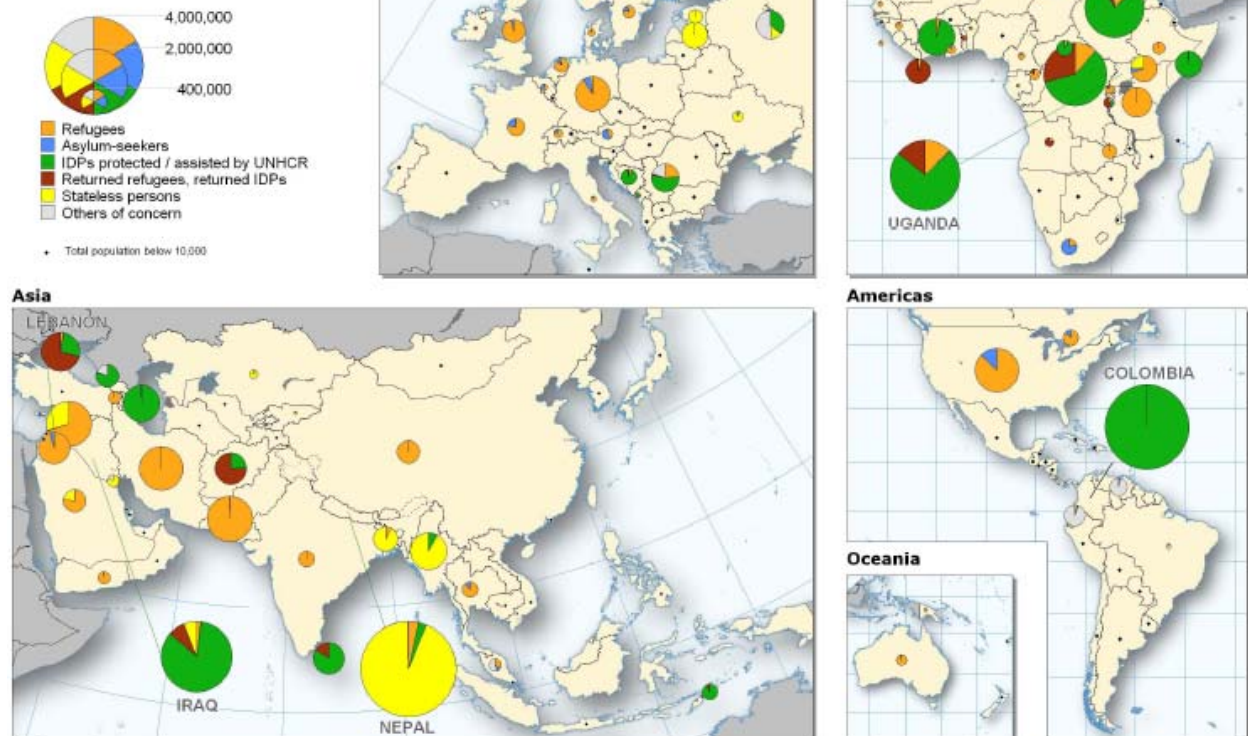 4,000,000
2,000,000
400,000
Refugees
Asylum-seekers
IDPs protected / assisted by UNHCR
Returned refugees, returned IDPs
Stateless persons
Others of concern
Total population below 10,000
UGANDA
Asia
LEBANON
IRAQ
NEPAL
Americas
COLOMBIA
Oceania